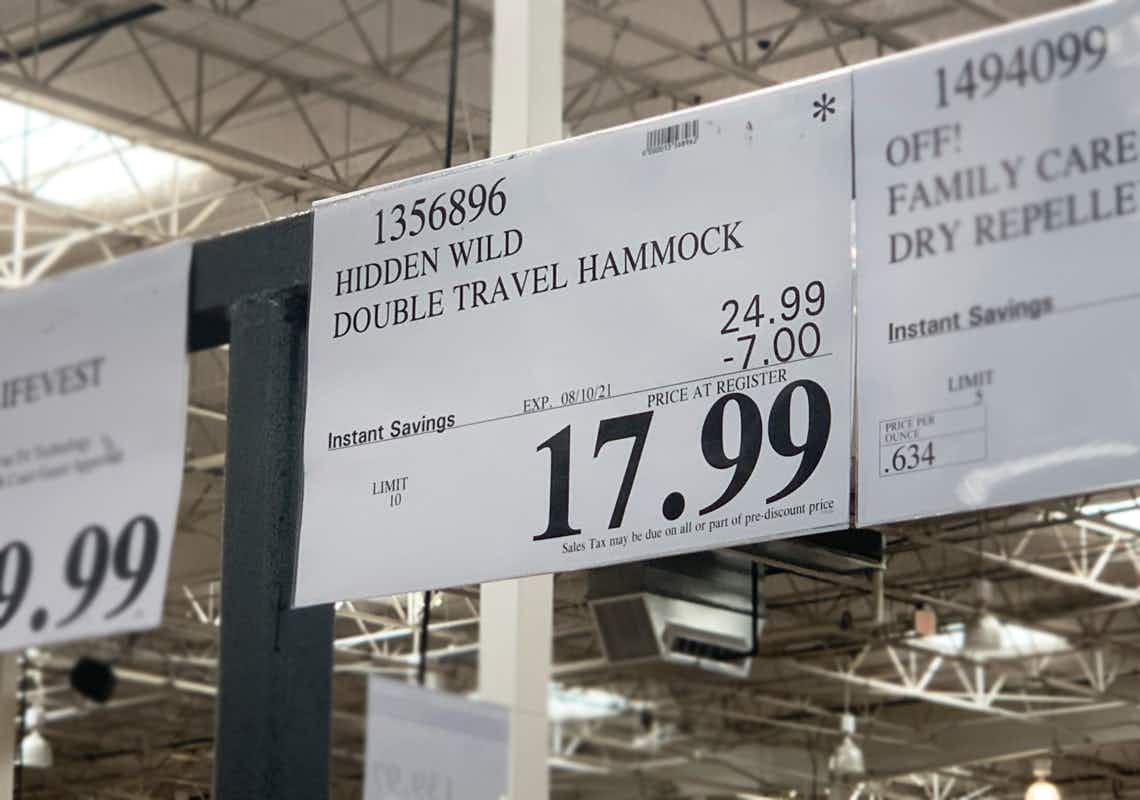 1356896
HIDDEN WILD
DOUBLE TRAVEL HAMMOCK
*
24.99
-7.00
EXP. 08/10/21
PRICE AT REGISTER
Instant Savings
17.99
LIMIT
10
Sales Tax may be due on all or part of pre-discount price
1494099
OFF!
FAMILY CARE
DRY REPELLE
Instant Savings
LIMIT
5
PRICE PER
OUNCE
.634
IFEVEST
9.99